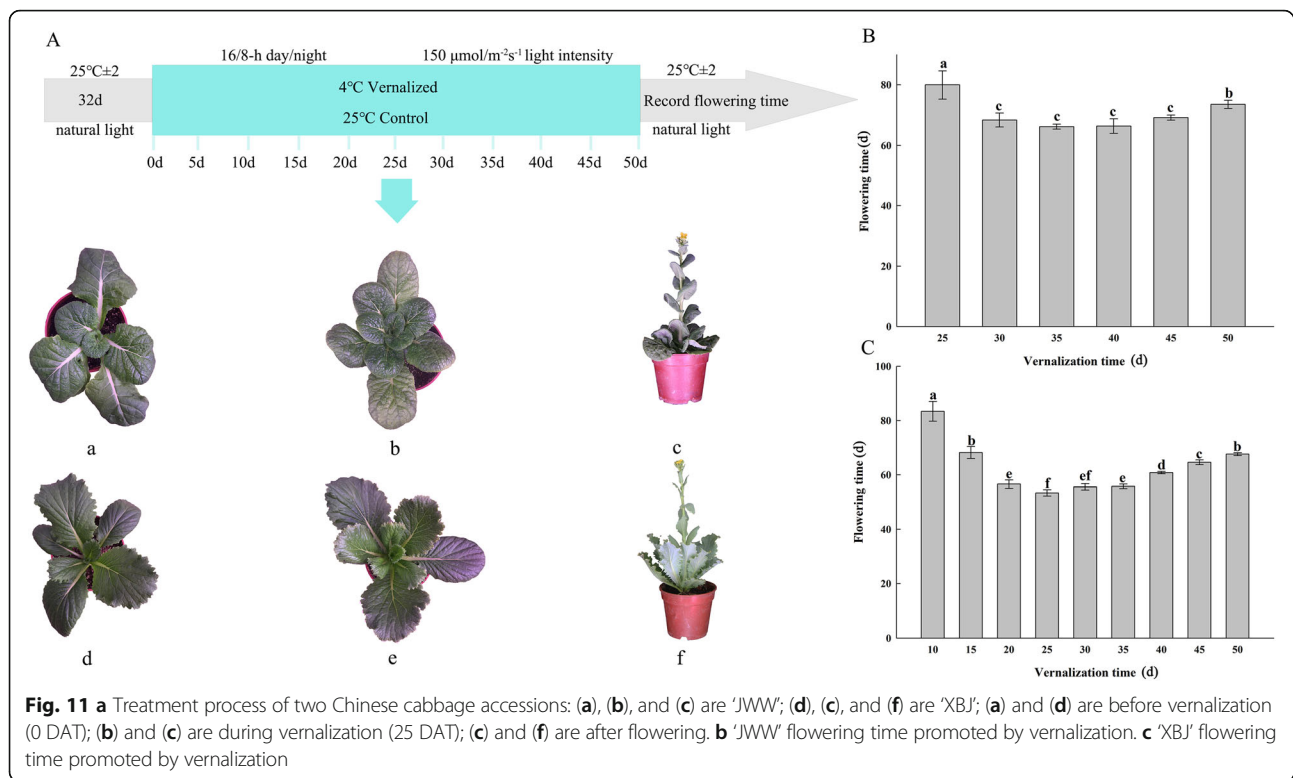 A
16/8-h day/night 150 μmol/m⁻²s⁻¹ light intensity
25℃±2 25℃±2
4℃ Vernalized
32d Record flowering time
25℃ Control
natural light natural light
0d 5d 10d 15d 20d 25d 30d 35d 40d 45d 50d
a b c
d e f
B
Flowering time (d)
80
60
40
20
0
a c c c c b
25 30 35 40 45 50
Vernalization time (d)
C
Flowering time (d)
100
80
60
40
20
0
a b e f ef e d c b
10 15 20 25 30 35 40 45 50
Vernalization time (d)
Fig. 11 a Treatment process of two Chinese cabbage accessions: (a), (b), and (c) are ‘JWW’; (d), (c), and (f) are ‘XBJ’; (a) and (d) are before vernalization
(0 DAT); (b) and (c) are during vernalization (25 DAT); (c) and (f) are after flowering. b ‘JWW’ flowering time promoted by vernalization. c ‘XBJ’ flowering
time promoted by vernalization